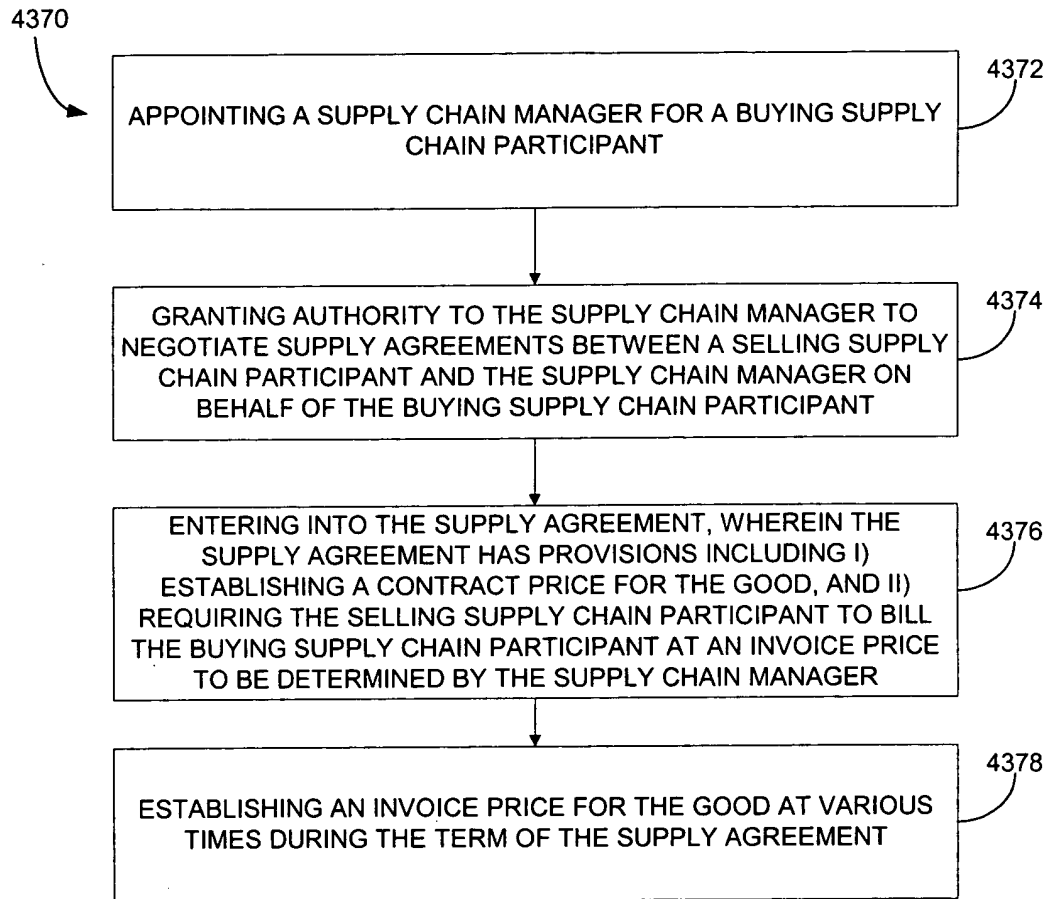 4370
4372
APPOINTING A SUPPLY CHAIN MANAGER FOR A BUYING SUPPLY
CHAIN PARTICIPANT
4374
GRANTING AUTHORITY TO THE SUPPLY CHAIN MANAGER TO
NEGOTIATE SUPPLY AGREEMENTS BETWEEN A SELLING SUPPLY
CHAIN PARTICIPANT AND THE SUPPLY CHAIN MANAGER ON
BEHALF OF THE BUYING SUPPLY CHAIN PARTICIPANT
4376
ENTERING INTO THE SUPPLY AGREEMENT, WHEREIN THE
SUPPLY AGREEMENT HAS PROVISIONS INCLUDING I)
ESTABLISHING A CONTRACT PRICE FOR THE GOOD, AND II)
REQUIRING THE SELLING SUPPLY CHAIN PARTICIPANT TO BILL
THE BUYING SUPPLY CHAIN PARTICIPANT AT AN INVOICE PRICE
TO BE DETERMINED BY THE SUPPLY CHAIN MANAGER
4378
ESTABLISHING AN INVOICE PRICE FOR THE GOOD AT VARIOUS
TIMES DURING THE TERM OF THE SUPPLY AGREEMENT